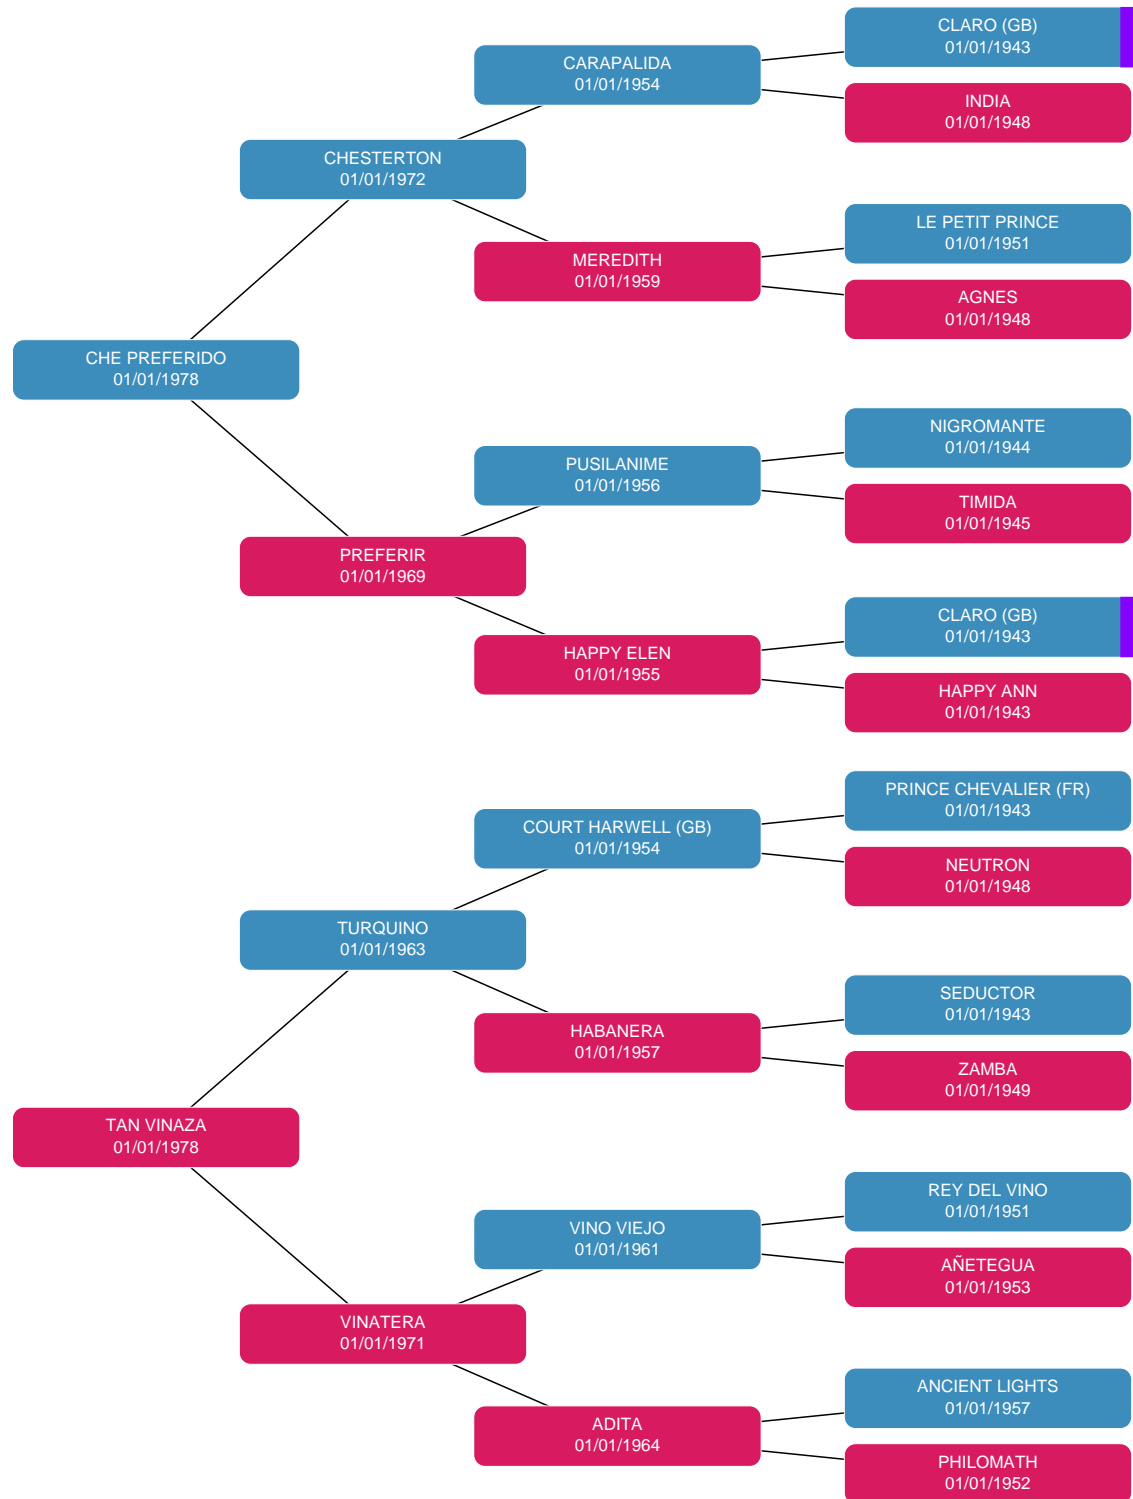 CLARO (GB)
01/01/1943
CARAPALIDA
01/01/1954
INDIA
01/01/1948
CHESTERTON
01/01/1972
LE PETIT PRINCE
01/01/1951
MEREDITH
01/01/1959
AGNES
01/01/1948
CHE PREFERIDO
01/01/1978
NIGROMANTE
01/01/1944
PUSILANIME
01/01/1956
TIMIDA
01/01/1945
PREFERIR
01/01/1969
CLARO (GB)
01/01/1943
HAPPY ELEN
01/01/1955
HAPPY ANN
01/01/1943
PRINCE CHEVALIER (FR)
01/01/1943
COURT HARWELL (GB)
01/01/1954
NEUTRON
01/01/1948
TURQUINO
01/01/1963
SEDUCTOR
01/01/1943
HABANERA
01/01/1957
ZAMBA
01/01/1949
TAN VINAZA
01/01/1978
REY DEL VINO
01/01/1951
VINO VIEJO
01/01/1961
AÑETEGUA
01/01/1953
VINATERA
01/01/1971
ANCIENT LIGHTS
01/01/1957
ADITA
01/01/1964
PHILOMATH
01/01/1952